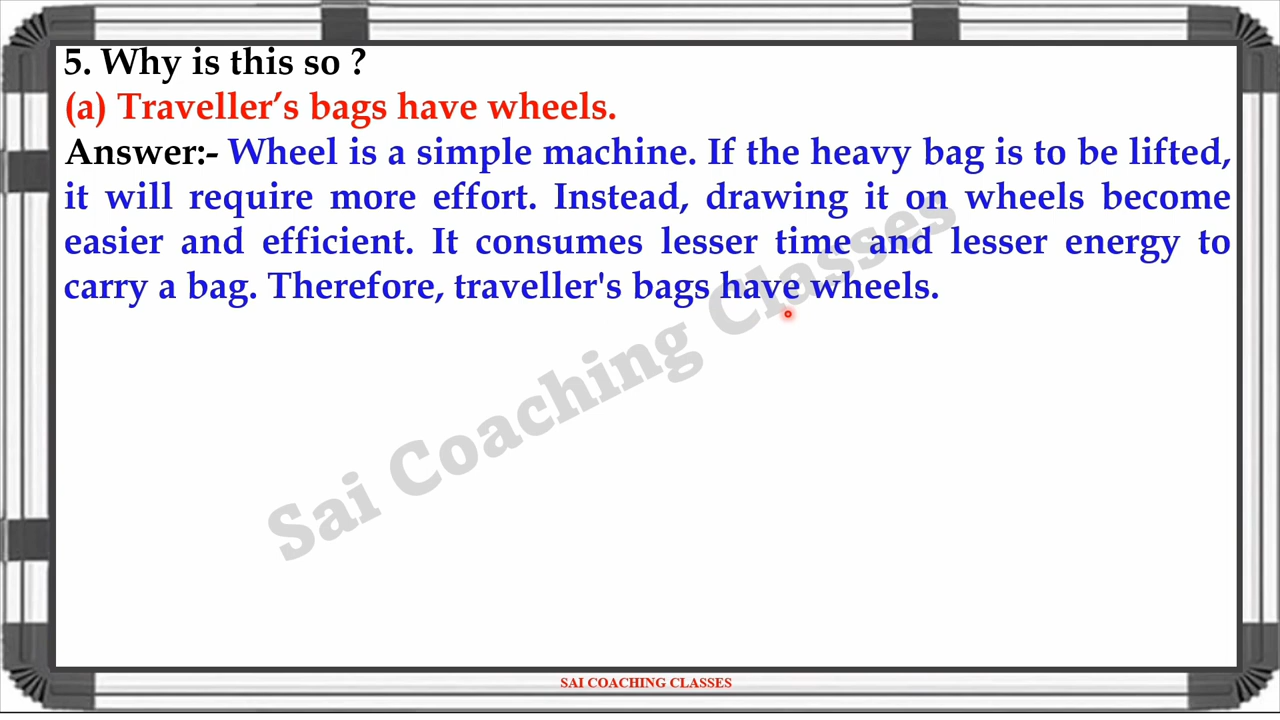 5. Why is this so ?
(a) Traveller’s bags have wheels.
Answer:- Wheel is a simple machine. If the heavy bag is to be lifted,
it will require more effort. Instead, drawing it on wheels become
easier and efficient. It consumes lesser time and lesser energy to
carry a bag. Therefore, traveller's bags have wheels.
Sai Coaching Classes
SAI COACHING CLASSES